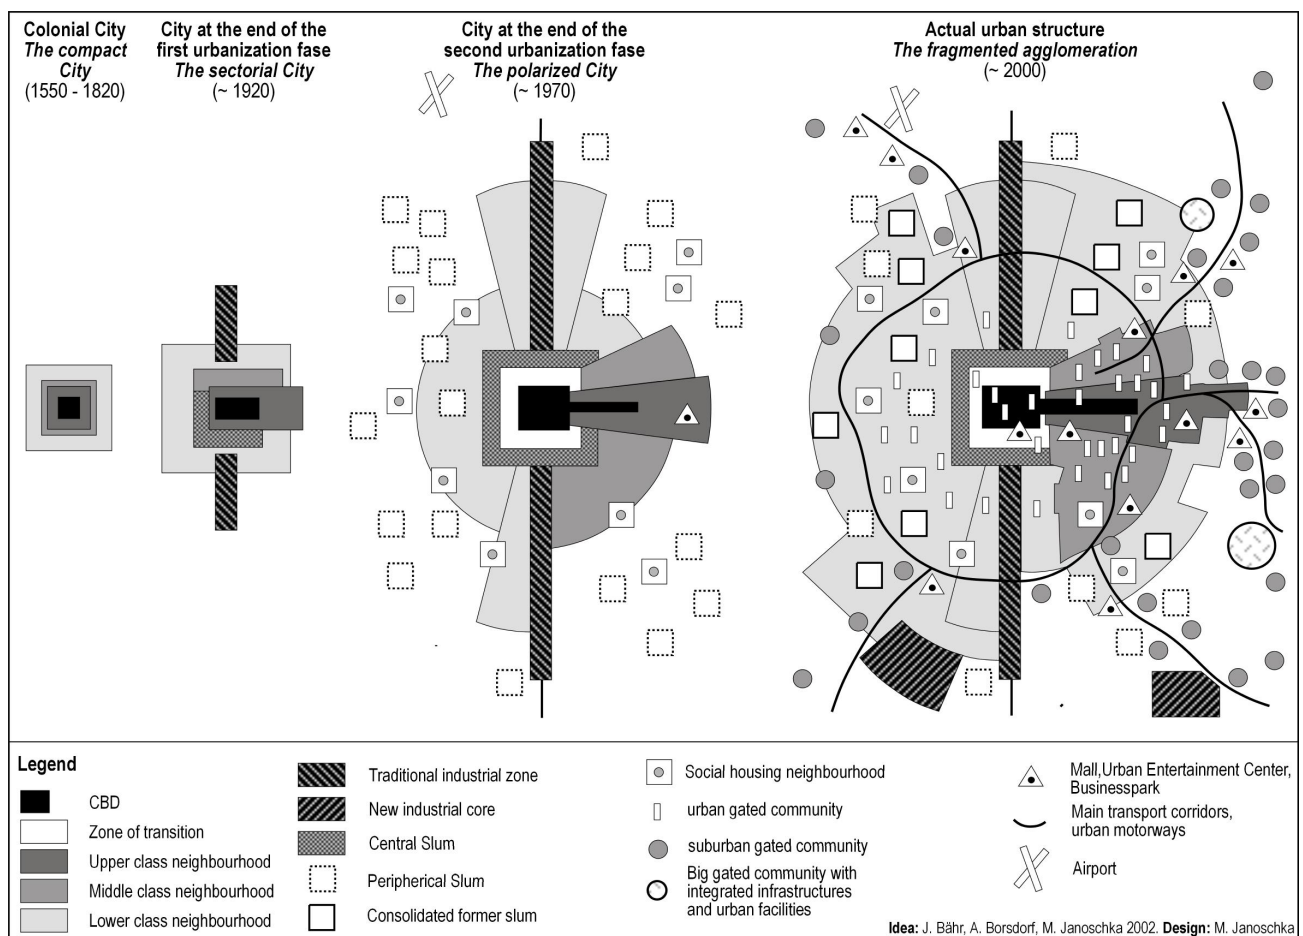 Colonial City
The compact
City
(1550 - 1820)
City at the end of the
first urbanization fase
The sectorial City
(~ 1920)
City at the end of the
second urbanization fase
The polarized City
(~ 1970)
Actual urban structure
The fragmented agglomeration
(~ 2000)
Legend
CBD
Zone of transition
Upper class neighbourhood
Middle class neighbourhood
Lower class neighbourhood
Traditional industrial zone
New industrial core
Central Slum
Peripherical Slum
Consolidated former slum
Social housing neighbourhood
urban gated community
suburban gated community
Big gated community with
integrated infrastructures
and urban facilities
Mall,Urban Entertainment Center,
Businesspark
Main transport corridors,
urban motorways
Airport
Idea: J. Bähr, A. Borsdorf, M. Janoschka 2002. Design: M. Janoschka